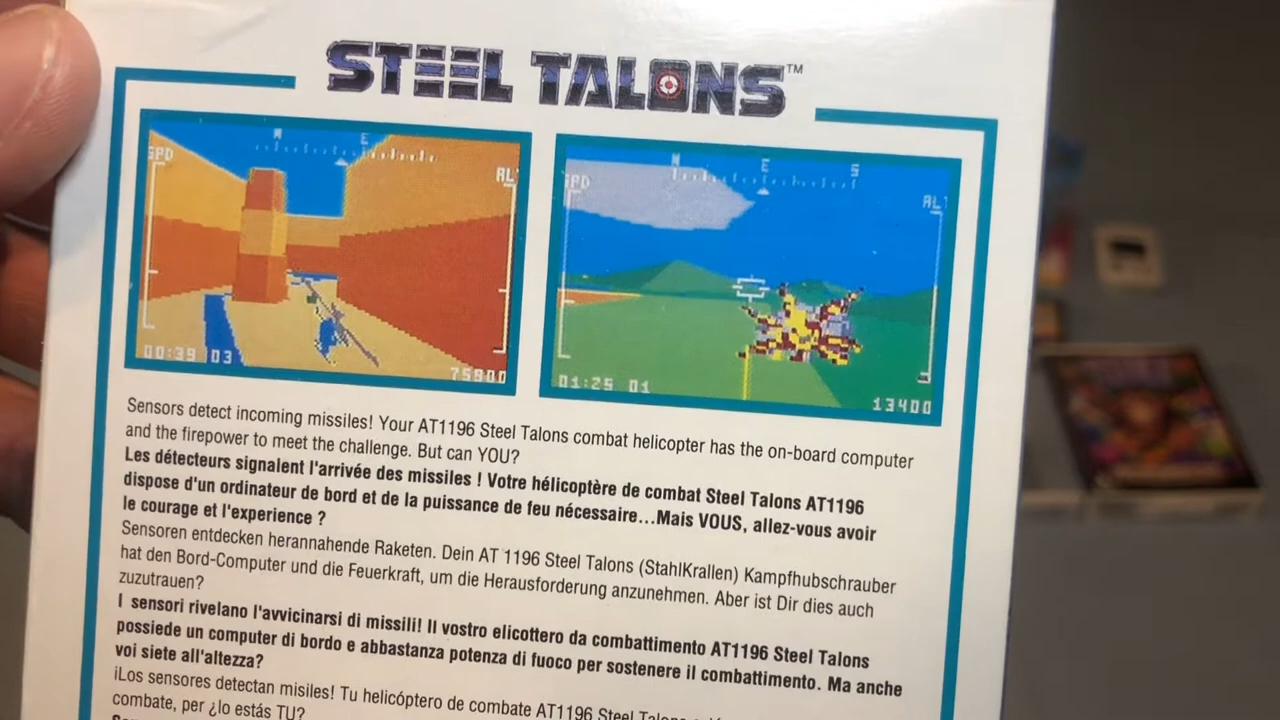 STEEL TALONS™
N E
SPD
AL
00:39 03
75900
N E S
SPD
ALT
01:25 01
13400
Sensors detect incoming missiles! Your AT1196 Steel Talons combat helicopter has the on-board computer
and the firepower to meet the challenge. But can YOU?
Les détecteurs signalent l'arrivée des missiles ! Votre hélicoptère de combat Steel Talons AT1196
dispose d'un ordinateur de bord et de la puissance de feu nécessaire...Mais VOUS, allez-vous avoir
le courage et l'experience ?
Sensoren entdecken herannahende Raketen. Dein AT 1196 Steel Talons (StahlKrallen) Kampfhubschrauber
hat den Bord-Computer und die Feuerkraft, um die Herausforderung anzunehmen. Aber ist Dir dies auch
zuzutrauen?
I sensori rivelano l'avvicinarsi di missili! Il vostro elicottero da combattimento AT1196 Steel Talons
possiede un computer di bordo e abbastanza potenza di fuoco per sostenere il combattimento. Ma anche
voi siete all'altezza?
¡Los sensores detectan misiles! Tu helicóptero de combate AT1196 Steel Talons
combate, per ¿lo estás TU?